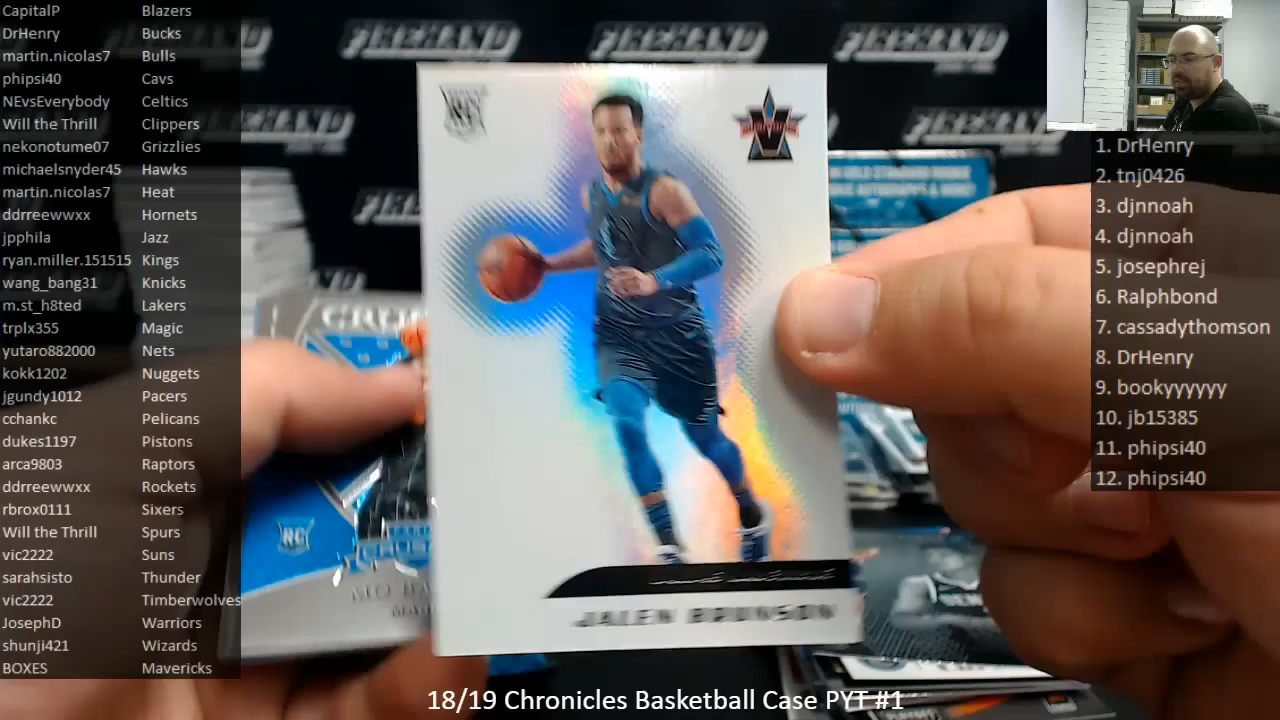 CapitalP Blazers
DrHenry Bucks
martin.nicolas7 Bulls
phipsi40 Cavs
NEvsEverybody Celtics
Will the Thrill Clippers
nekonotume07 Grizzlies
michaelsnyder45 Hawks
martin.nicolas7 Heat
ddrreewwxx Hornets
jpphila Jazz
ryan.miller.151515 Kings
wang_bang31 Knicks
m.st_h8ted Lakers
trplx355 Magic
yutaro882000 Nets
kokk1202 Nuggets
jgundy1012 Pacers
cchankc Pelicans
dukes1197 Pistons
arca9803 Raptors
ddrreewwxx Rockets
rbrox0111 Sixers
Will the Thrill Spurs
vic2222 Suns
sarahsisto Thunder
vic2222 Timberwolves
JosephD Warriors
shunji421 Wizards
BOXES Mavericks
FIREHAND FIREHAND FIREHAND
RC
JALEN BRUNSON
RC
1. DrHenry
2. tnj0426
3. djnnoah
4. djnnoah
5. josephrej
6. Ralphbond
7. cassadythomson
8. DrHenry
9. bookyyyyyy
10. jb15385
11. phipsi40
12. phipsi40
18/19 Chronicles Basketball Case PYT #1